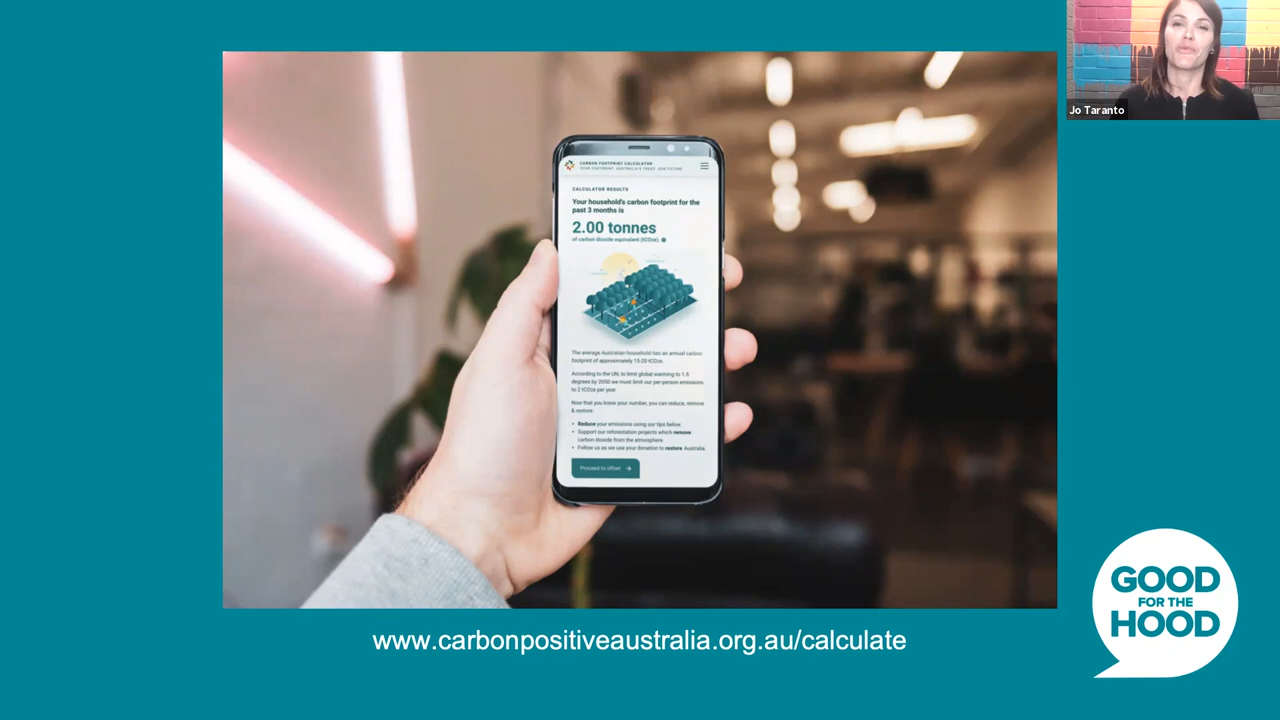 Jo Taranto
CARBON FOOTPRINT CALCULATOR
YOUR FOOTPRINT. AUSTRALIA'S TREES. OUR FUTURE.
CALCULATOR RESULTS
Your household's carbon footprint for the
past 3 months is
2.00 tonnes
of carbon dioxide equivalent (tCO2e).
The average Australian household has an annual carbon
footprint of approximately 15-20 tCO2e.
According to the UN, to limit global warming to 1.5
degrees by 2050 we must limit our per-person emissions
to 2 tCO2e per year.
Now that you know your number, you can reduce, remove
& restore:
• Reduce your emissions using our tips below.
• Support our reforestation projects which remove
carbon dioxide from the atmosphere.
• Follow us as we use your donation to restore Australia.
Proceed to offset →
GOOD
FOR THE
HOOD
www.carbonpositiveaustralia.org.au/calculate